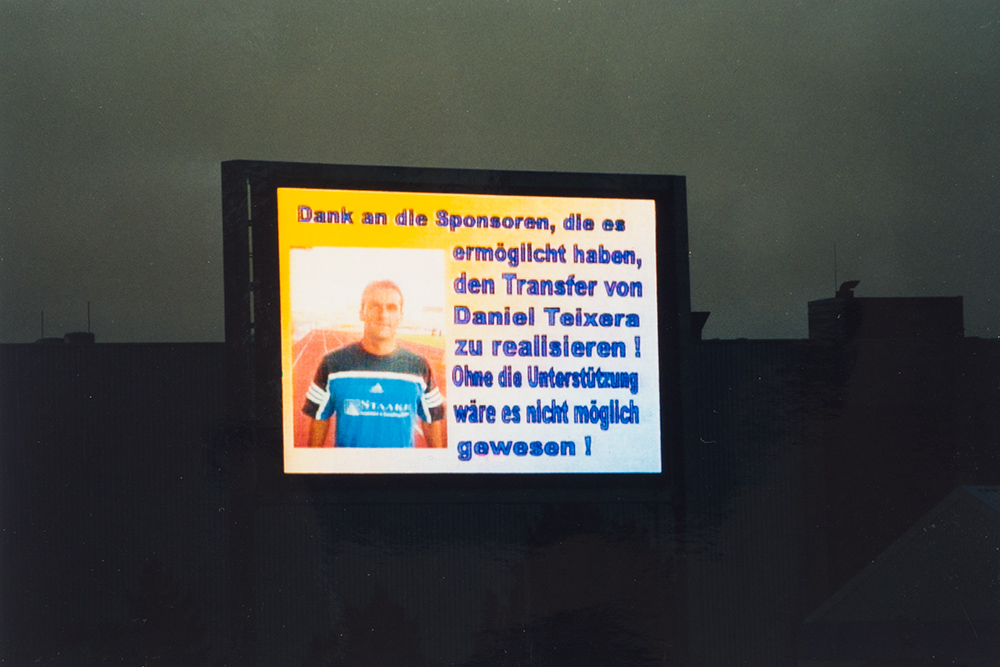 Dank an die Sponsoren, die es
ermöglicht haben,
den Transfer von
Daniel Teixera
zu realisieren !
Ohne die Unterstützung
wäre es nicht möglich
gewesen !
STAAKE